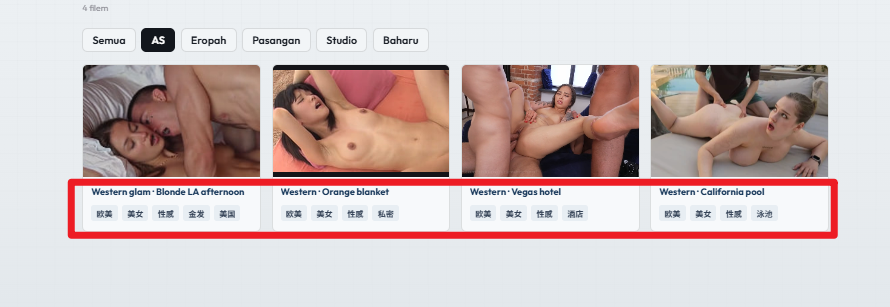 4 filem
Semua AS Eropah Pasangan Studio Baharu
Western glam · Blonde LA afternoon
欧美 美女 性感 金发 美国
Western · Orange blanket
欧美 美女 性感 私密
Western · Vegas hotel
欧美 美女 性感 酒店
Western · California pool
欧美 美女 性感 泳池